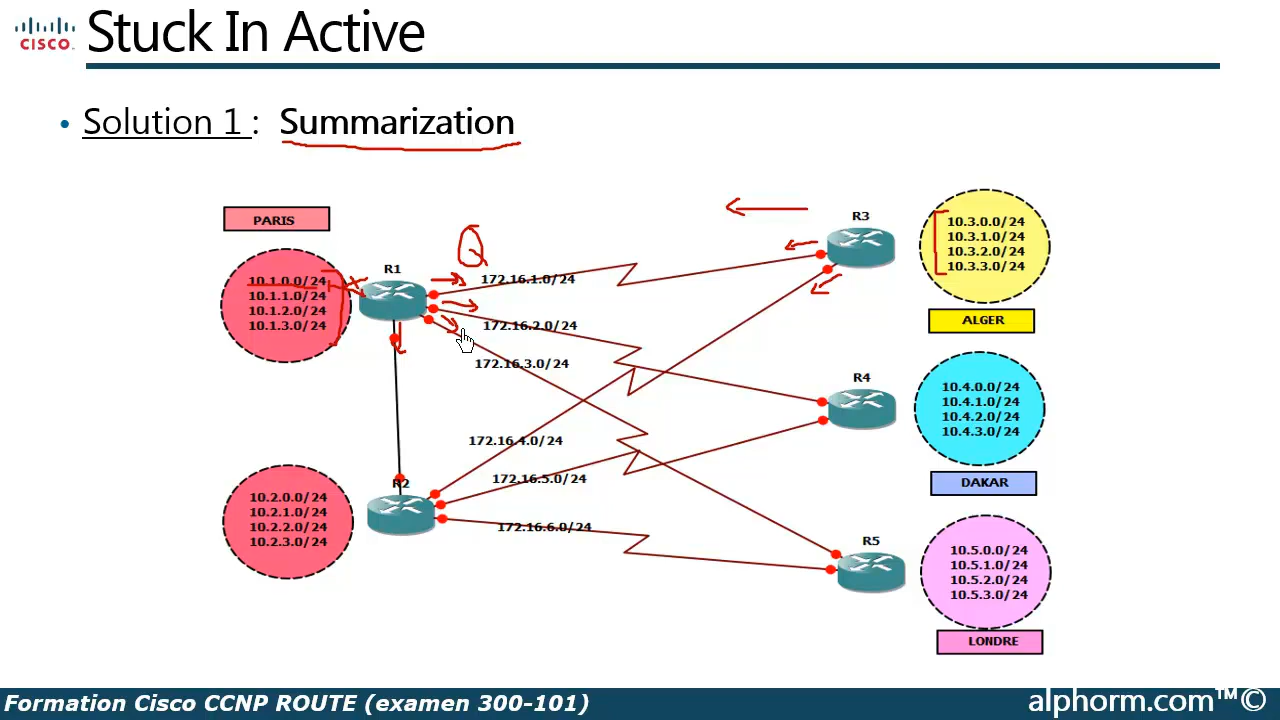 CISCO
Stuck In Active
• Solution 1 : Summarization
PARIS
10.1.0.0/24
10.1.1.0/24
10.1.2.0/24
10.1.3.0/24
R1
Q
172.16.1.0/24
172.16.2.0/24
172.16.3.0/24
R3
10.3.0.0/24
10.3.1.0/24
10.3.2.0/24
10.3.3.0/24
ALGER
R4
10.4.0.0/24
10.4.1.0/24
10.4.2.0/24
10.4.3.0/24
DAKAR
172.16.4.0/24
172.16.5.0/24
172.16.6.0/24
R2
10.2.0.0/24
10.2.1.0/24
10.2.2.0/24
10.2.3.0/24
R5
10.5.0.0/24
10.5.1.0/24
10.5.2.0/24
10.5.3.0/24
LONDRE
Formation Cisco CCNP ROUTE (examen 300-101)
alphorm.com™©